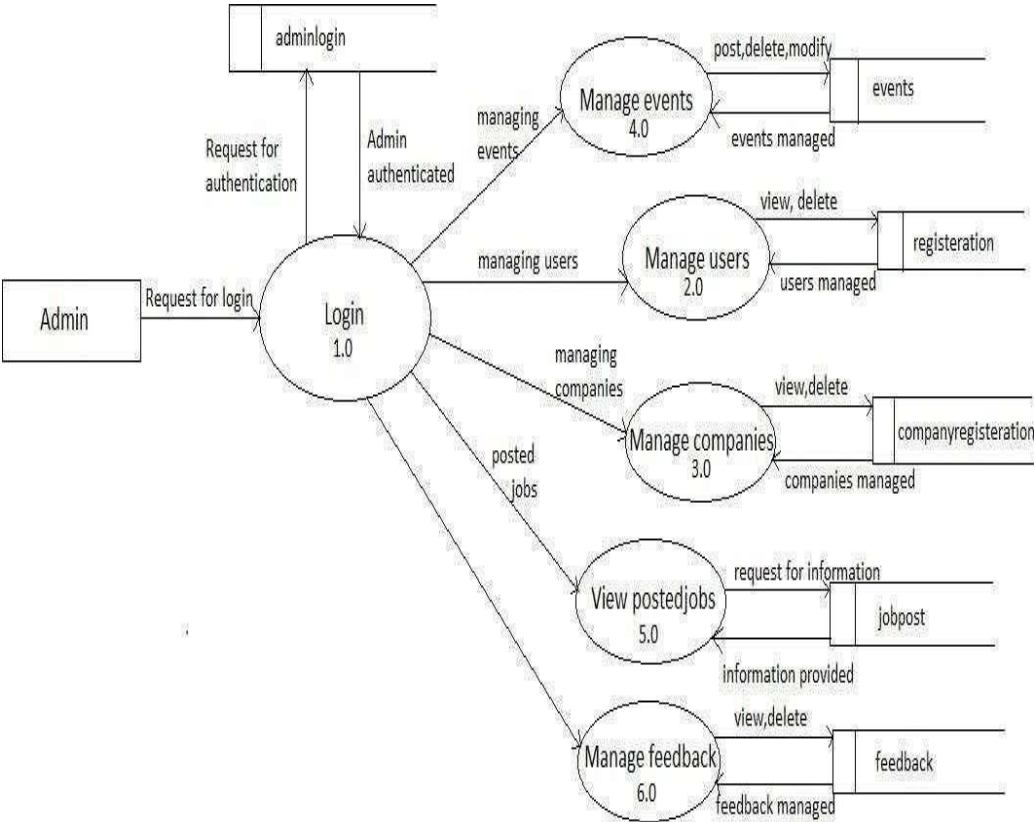 adminlogin
Request for
authentication
Admin
authenticated
managing
events
Manage events
4.0
post,delete,modify
events managed
events
managing users
Manage users
2.0
view, delete
users managed
registeration
Admin
Request for login
Login
1.0
managing
companies
Manage companies
3.0
view,delete
companies managed
companyregisteration
posted
jobs
View postedjobs
5.0
request for information
information provided
jobpost
Manage feedback
6.0
view,delete
feedback managed
feedback